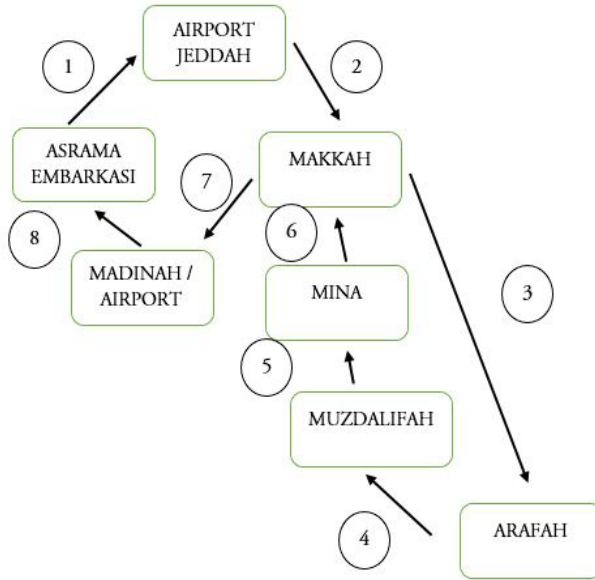 AIRPORT
JEDDAH
1
2
ASRAMA
EMBARKASI
MAKKAH
7
8
6
MADINAH /
AIRPORT
MINA
3
5
MUZDALIFAH
4
ARAFAH